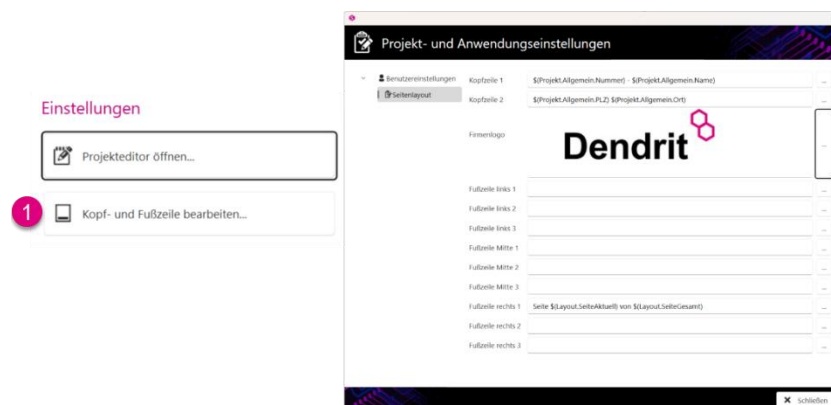 Einstellungen
Projekteditor öffnen...
1
Kopf- und Fußzeile bearbeiten...
Projekt- und Anwendungseinstellungen
Benutzereinstellungen
Seitenlayout
Kopfzeile 1 $(Projekt.Allgemein.Nummer) - $(Projekt.Allgemein.Name) ...
Kopfzeile 2 $(Projekt.Allgemein.PLZ) $(Projekt.Allgemein.Ort) ...
Firmenlogo Dendrit ...
Fußzeile links 1 ...
Fußzeile links 2 ...
Fußzeile links 3 ...
Fußzeile Mitte 1 ...
Fußzeile Mitte 2 ...
Fußzeile Mitte 3 ...
Fußzeile rechts 1 Seite $(Layout.SeiteAktuell) von $(Layout.SeiteGesamt) ...
Fußzeile rechts 2 ...
Fußzeile rechts 3 ...
Schließen